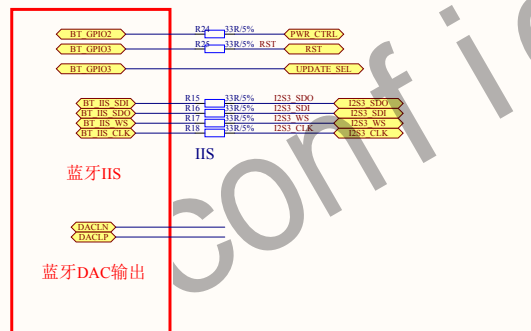 BT_GPIO2 R24 33R/5% PWR_CTRL
BT_GPIO3 R25 33R/5% RST RST
BT_GPIO3 UPDATE_SEL
BT_IIS_SDI R15 33R/5% I2S3_SDO I2S3_SDO
BT_IIS_SDO R16 33R/5% I2S3_SDI I2S3_SDI
BT_IIS_WS R17 33R/5% I2S3_WS I2S3_WS
BT_IIS_CLK R18 33R/5% I2S3_CLK I2S3_CLK
IIS
蓝牙IIS
DACLN
DACLP
蓝牙DAC输出
confi